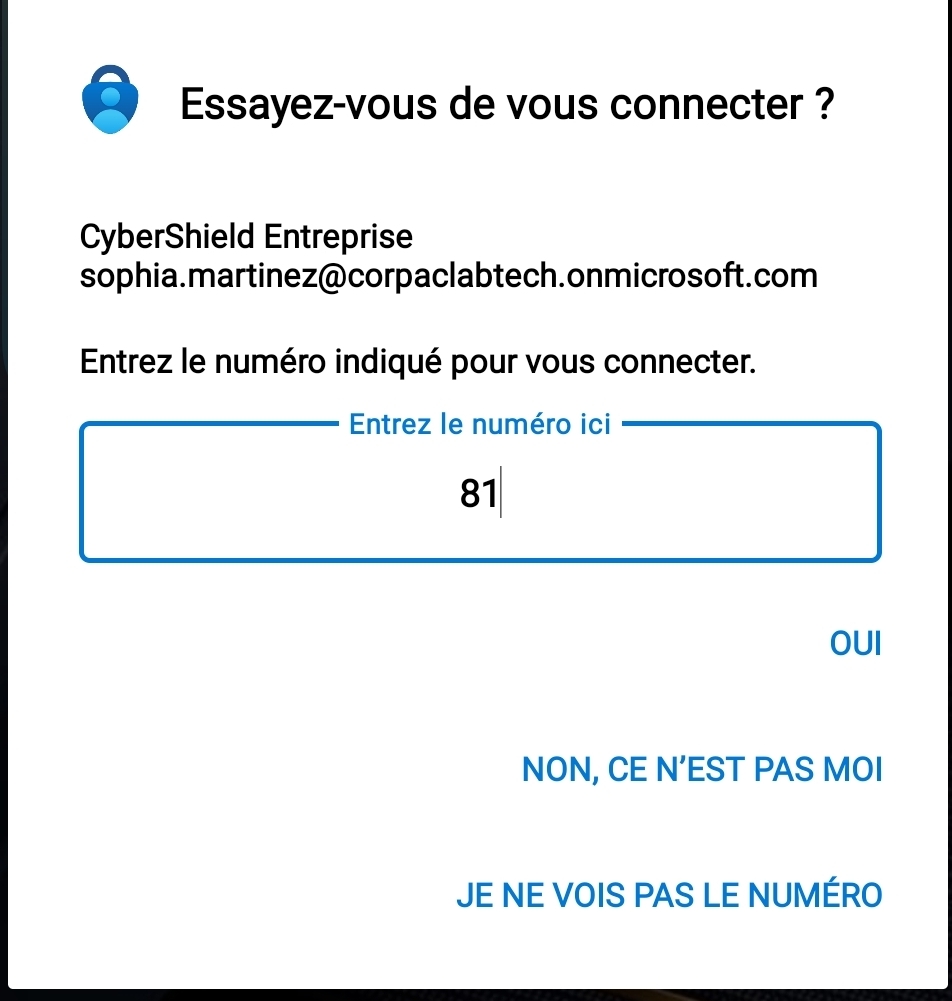 Essayez-vous de vous connecter ?
CyberShield Entreprise
sophia.martinez@corpaclabtech.onmicrosoft.com
Entrez le numéro indiqué pour vous connecter.
Entrez le numéro ici
81
OUI
NON, CE N’EST PAS MOI
JE NE VOIS PAS LE NUMÉRO